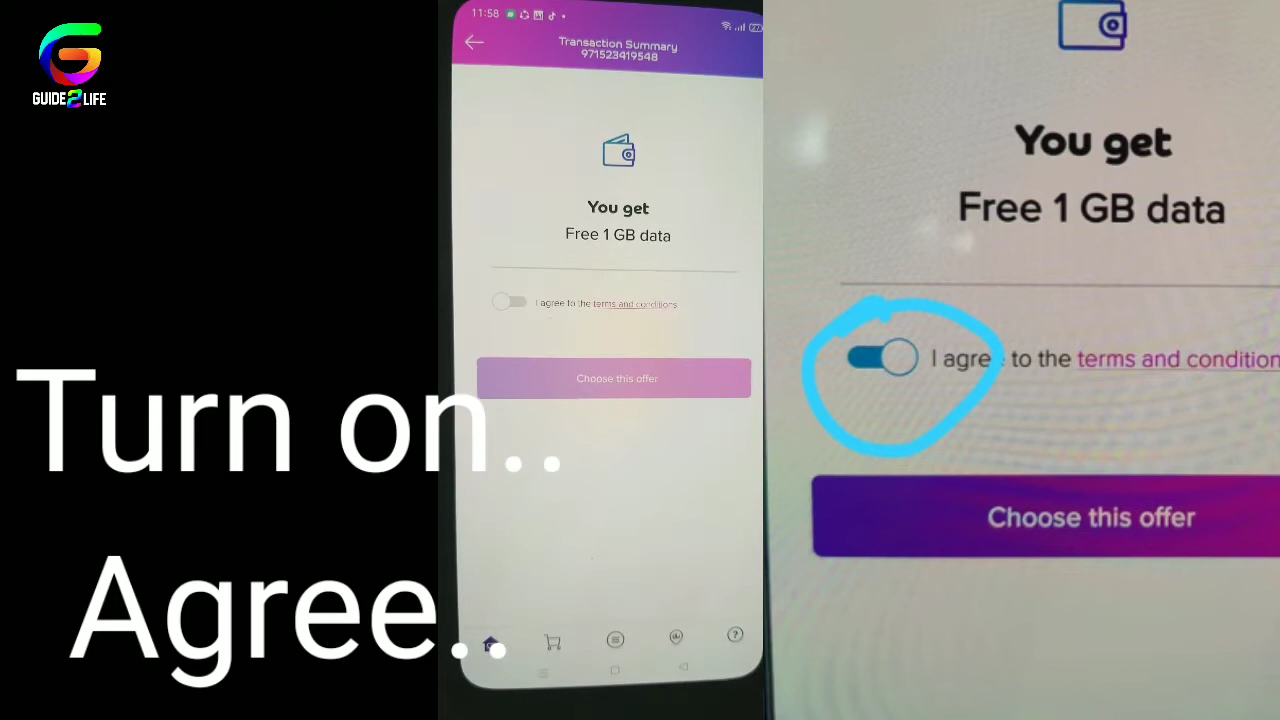 GUIDE2LIFE
11:58
27
Transaction Summary
971523419548
You get
Free 1 GB data
I agree to the terms and conditions
Choose this offer
Turn on..
Agree..
You get
Free 1 GB data
I agree to the terms and condition
Choose this offer